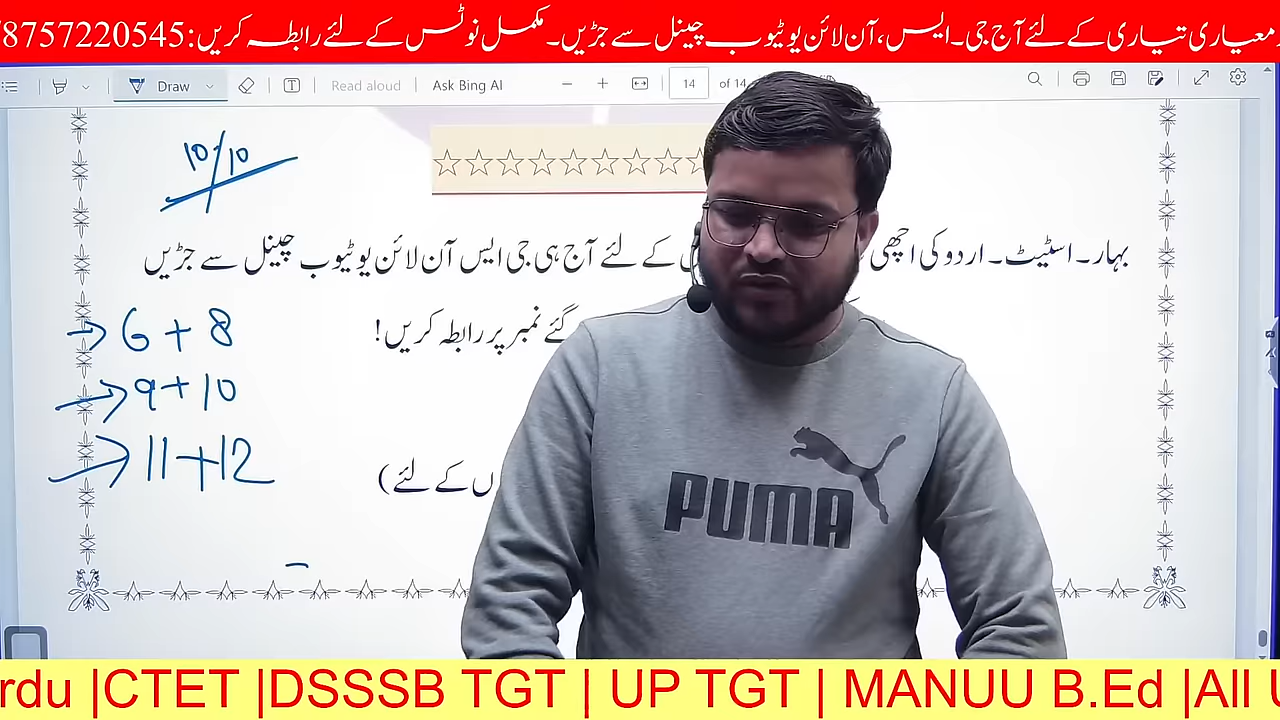 معیاری تیاری کے لئے آج جی۔ایس، آن لائن یوٹیوب چینل سے جڑیں۔ مکمل نوٹس کے لئے رابطہ کریں: 8757220545
Draw
Read aloud
Ask Bing AI
14
of 14
10/10
بہار۔اسٹیٹ۔اردو کی اچھی کے لئے آج ہی جی ایس آن لائن یوٹیوب چینل سے جڑیں
گئے نمبر پر رابطہ کریں!
→ 6 + 8
→ 9 + 10
→ 11 + 12
کے لئے)
PUMA
rdu |CTET |DSSSB TGT | UP TGT | MANUU B.Ed |All U